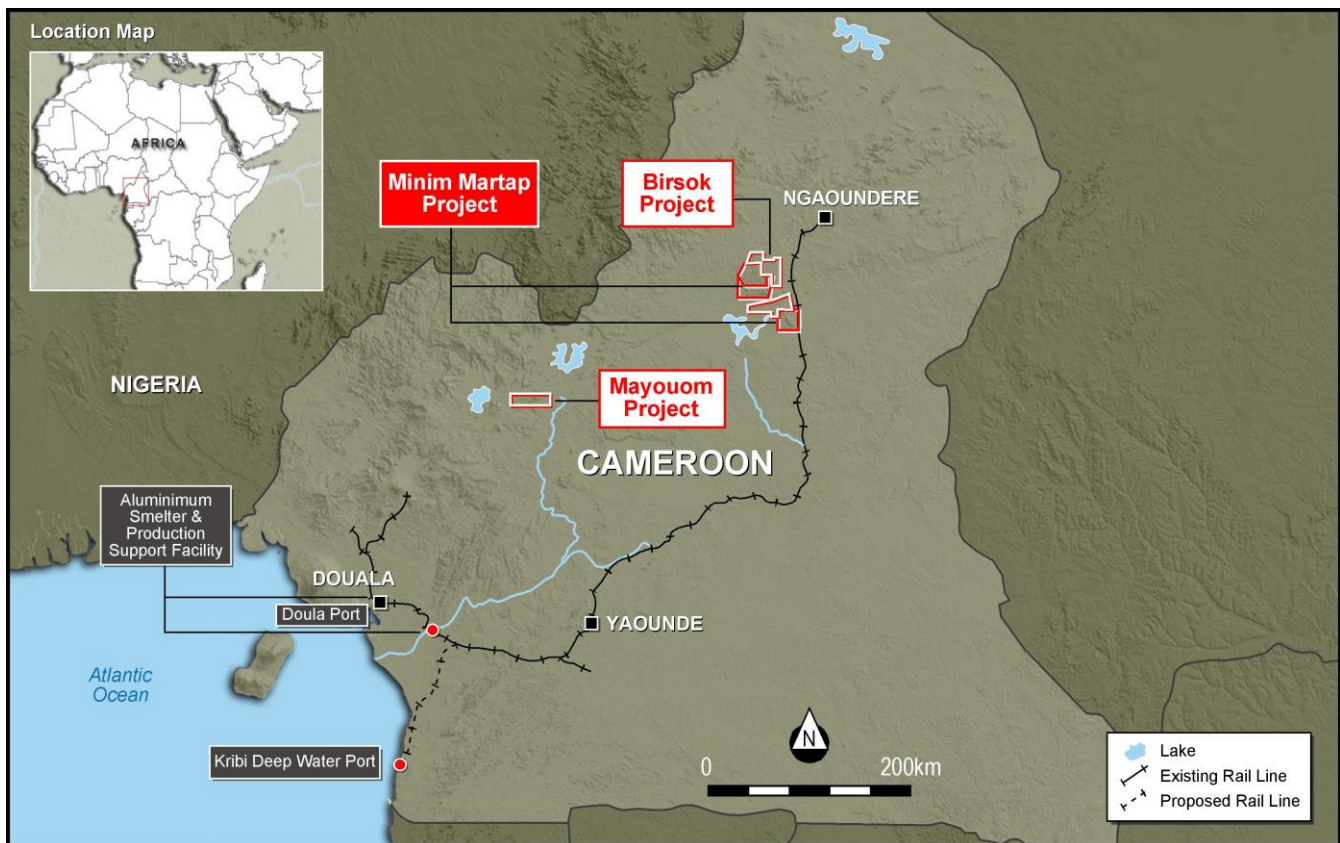 Location Map
AFRICA
Minim Martap
Project
Birsok
Project
NGAOUNDERE
NIGERIA
Mayouom
Project
CAMEROON
Aluminimum
Smelter &
Production
Support Facility
DOUALA
Doula Port
YAOUNDE
Atlantic
Ocean
Kribi Deep Water Port
N
0 200km
Lake
Existing Rail Line
Proposed Rail Line